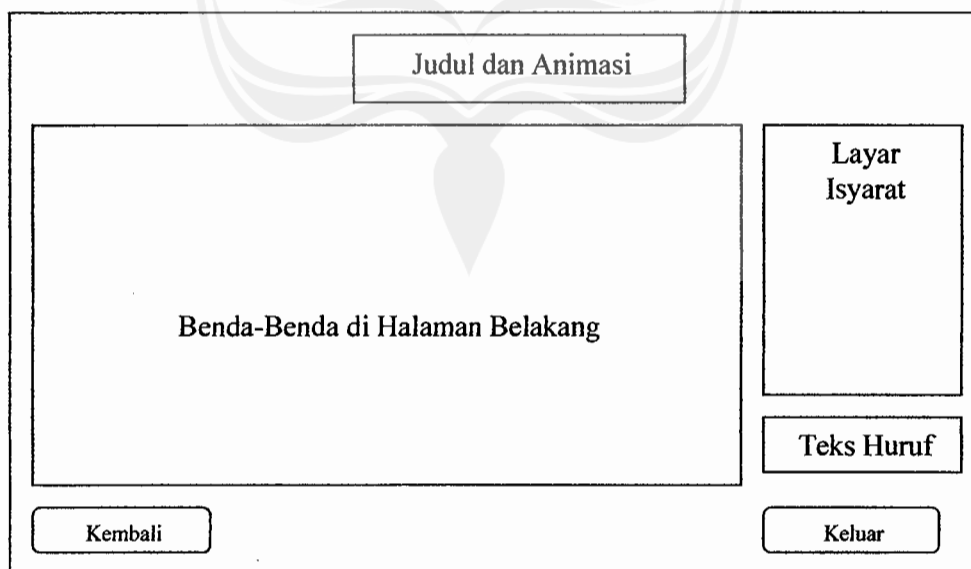 Judul dan Animasi
Layar
Isyarat
Benda-Benda di Halaman Belakang
Teks Huruf
Kembali
Keluar